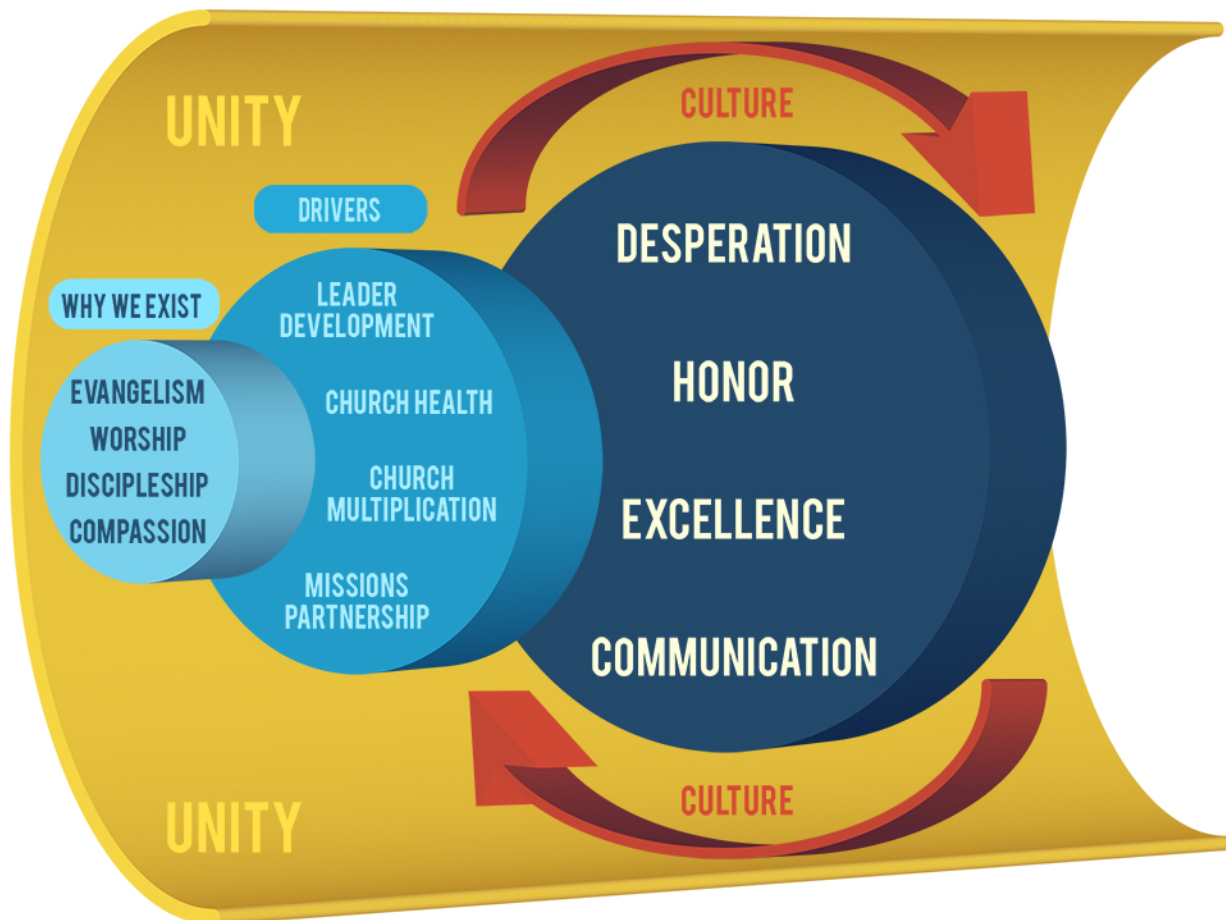 UNITY
CULTURE
DRIVERS
WHY WE EXIST
EVANGELISM
WORSHIP
DISCIPLESHIP
COMPASSION
LEADER
DEVELOPMENT
CHURCH HEALTH
CHURCH
MULTIPLICATION
MISSIONS
PARTNERSHIP
DESPERATION
HONOR
EXCELLENCE
COMMUNICATION
CULTURE
UNITY